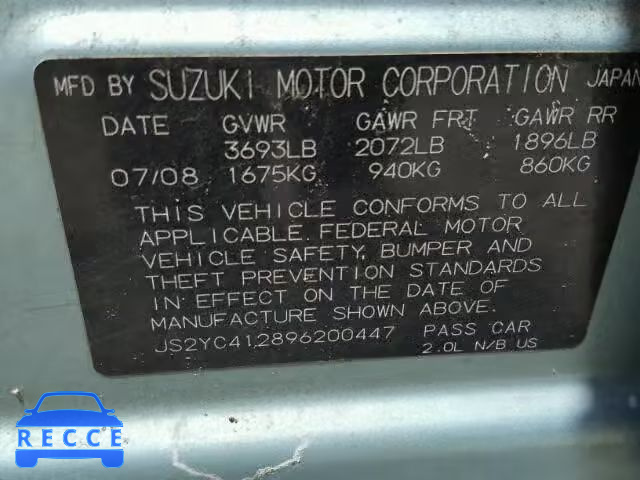 MFD BY SUZUKI MOTOR CORPORATION JAPAN
DATE GVWR GAWR FRT GAWR RR
3693LB 2072LB 1896LB
07/08 1675KG 940KG 860KG
THIS VEHICLE CONFORMS TO ALL
APPLICABLE FEDERAL MOTOR
VEHICLE SAFETY, BUMPER AND
THEFT PREVENTION STANDARDS
IN EFFECT ON THE DATE OF
MANUFACTURE SHOWN ABOVE.
JS2YC412896200447 PASS CAR
2.0L N/B US
RECCE